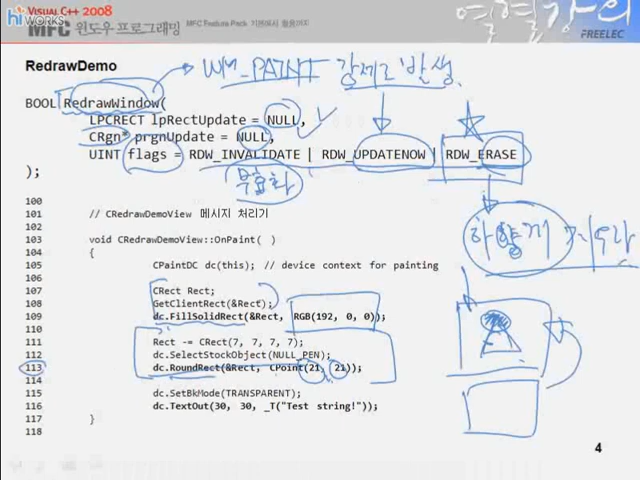 VISUAL C++ 2008
hiworks
MFC 윈도우 프로그래밍 MFC Feature Pack 기본에서 활용까지
열혈강의
FREELEC
RedrawDemo
WM_PAINT 강제로 발생.
BOOL RedrawWindow(
LPCRECT lpRectUpdate = NULL,
CRgn* prgnUpdate = NULL,
UINT flags = RDW_INVALIDATE | RDW_UPDATENOW | RDW_ERASE
);
무효화
하얗게 지우라
100
101 // CRedrawDemoView 메시지 처리기
102
103 void CRedrawDemoView::OnPaint( )
104 {
105 CPaintDC dc(this); // device context for painting
106
107 CRect Rect;
108 GetClientRect(&Rect);
109 dc.FillSolidRect(&Rect, RGB(192, 0, 0));
110
111 Rect -= CRect(7, 7, 7, 7);
112 dc.SelectStockObject(NULL_PEN);
113 dc.RoundRect(&Rect, CPoint(21, 21));
114
115 dc.SetBkMode(TRANSPARENT);
116 dc.TextOut(30, 30, _T("Test string!"));
117 }
118
4